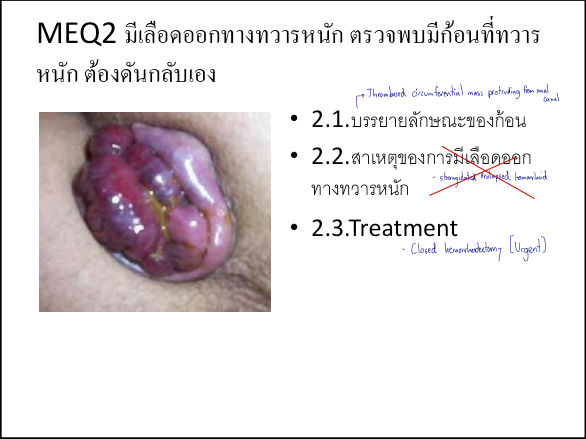 MEQ2 มีเลือดออกทางทวารหนัก ตรวจพบมีก้อนที่ทวาร
หนัก ต้องดันกลับเอง
Thrombosed circumferential mass protruding from anal
canal
• 2.1.บรรยายลักษณะของก้อน
• 2.2.สาเหตุของการมีเลือดออก
- strangulated prolapsed hemorrhoid
ทางทวารหนัก
• 2.3.Treatment
- Closed hemorrhoidectomy [Urgent]